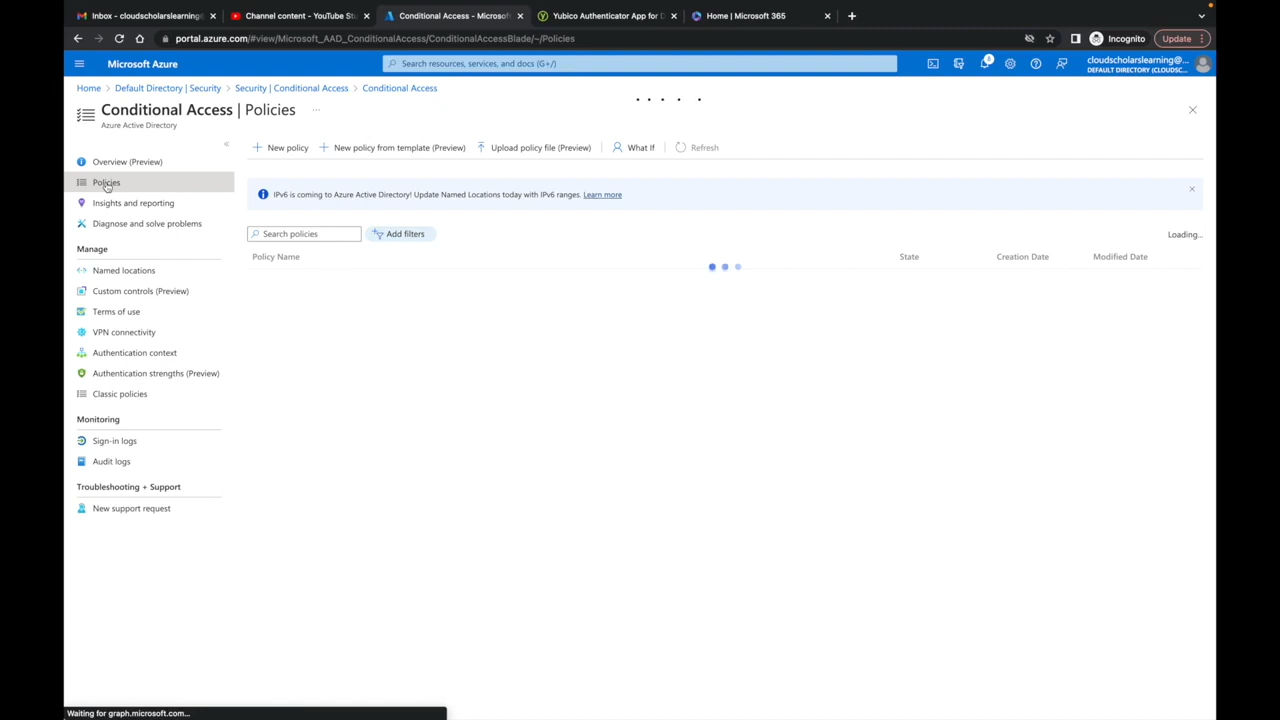 Inbox - cloudscholarslearning@
Channel content - YouTube Stu
Conditional Access - Microsof
Yubico Authenticator App for D
Home | Microsoft 365
portal.azure.com/#view/Microsoft_AAD_ConditionalAccess/ConditionalAccessBlade/~/Policies
Incognito
Update
Microsoft Azure
Search resources, services, and docs (G+/)
cloudscholarslearning@...
DEFAULT DIRECTORY (CLOUDSC...
Home > Default Directory | Security > Security | Conditional Access > Conditional Access
Conditional Access | Policies
Azure Active Directory
Overview (Preview)
Policies
Insights and reporting
Diagnose and solve problems
Manage
Named locations
Custom controls (Preview)
Terms of use
VPN connectivity
Authentication context
Authentication strengths (Preview)
Classic policies
Monitoring
Sign-in logs
Audit logs
Troubleshooting + Support
New support request
New policy
New policy from template (Preview)
Upload policy file (Preview)
What If
Refresh
IPv6 is coming to Azure Active Directory! Update Named Locations today with IPv6 ranges. Learn more
Search policies
Add filters
Loading...
Policy Name
State
Creation Date
Modified Date
Waiting for graph.microsoft.com...